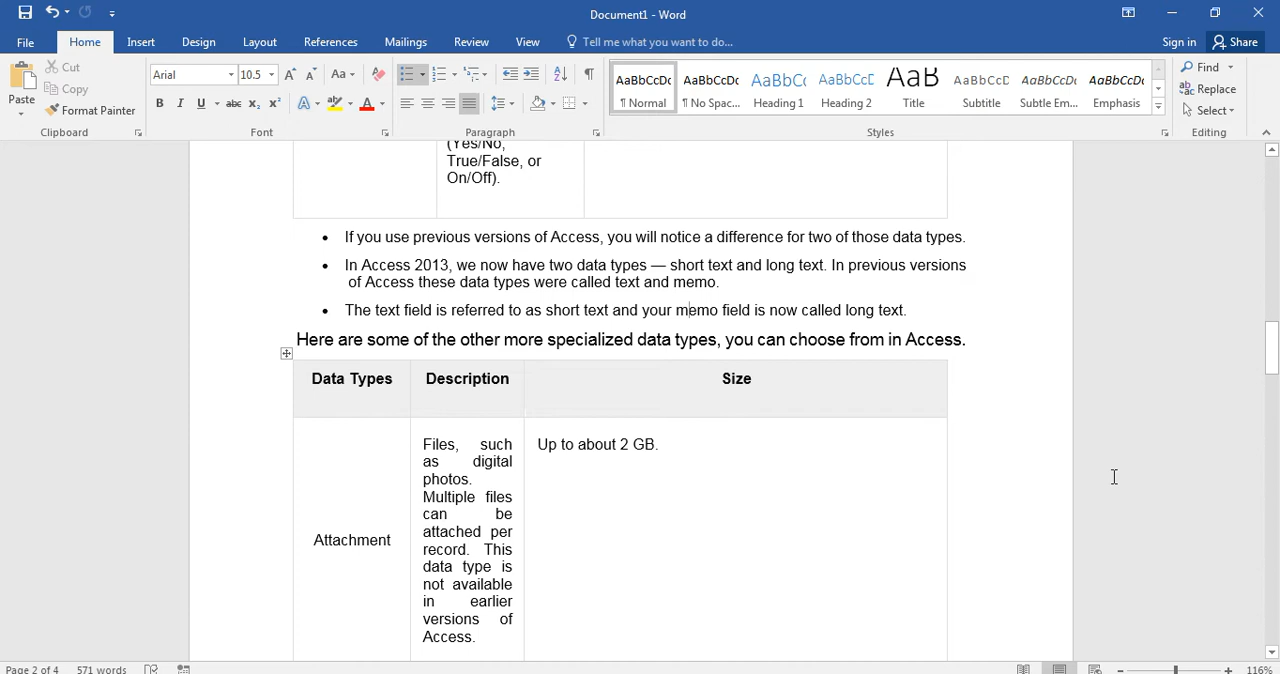 Document1 - Word
File Home Insert Design Layout References Mailings Review View Tell me what you want to do... Sign in Share
Paste
Cut
Copy
Format Painter
Clipboard
Arial 10.5
Font
Paragraph
AaBbCcDc AaBbCcDc AaBbCc AaBbCcE AaB AaBbCcD AaBbCcDc AaBbCcDc
¶ Normal ¶ No Spac... Heading 1 Heading 2 Title Subtitle Subtle Em... Emphasis
Styles
Find
Replace
Select
Editing
(Yes/No,
True/False, or
On/Off).
• If you use previous versions of Access, you will notice a difference for two of those data types.
• In Access 2013, we now have two data types — short text and long text. In previous versions
of Access these data types were called text and memo.
• The text field is referred to as short text and your memo field is now called long text.
Here are some of the other more specialized data types, you can choose from in Access.
Data Types Description Size
Attachment
Files, such
as digital
photos.
Multiple files
can be
attached per
record. This
data type is
not available
in earlier
versions of
Access.
Up to about 2 GB.
Page 2 of 4 571 words 116%